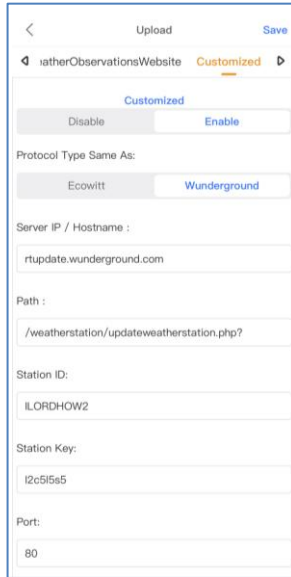 Upload
Save
atherObservationsWebsite Customized
Customized
Disable Enable
Protocol Type Same As:
Ecowitt Wunderground
Server IP / Hostname :
rtupdate.wunderground.com
Path :
/weatherstation/updateweatherstation.php?
Station ID:
ILORDHOW2
Station Key:
l2c5l5s5
Port:
80